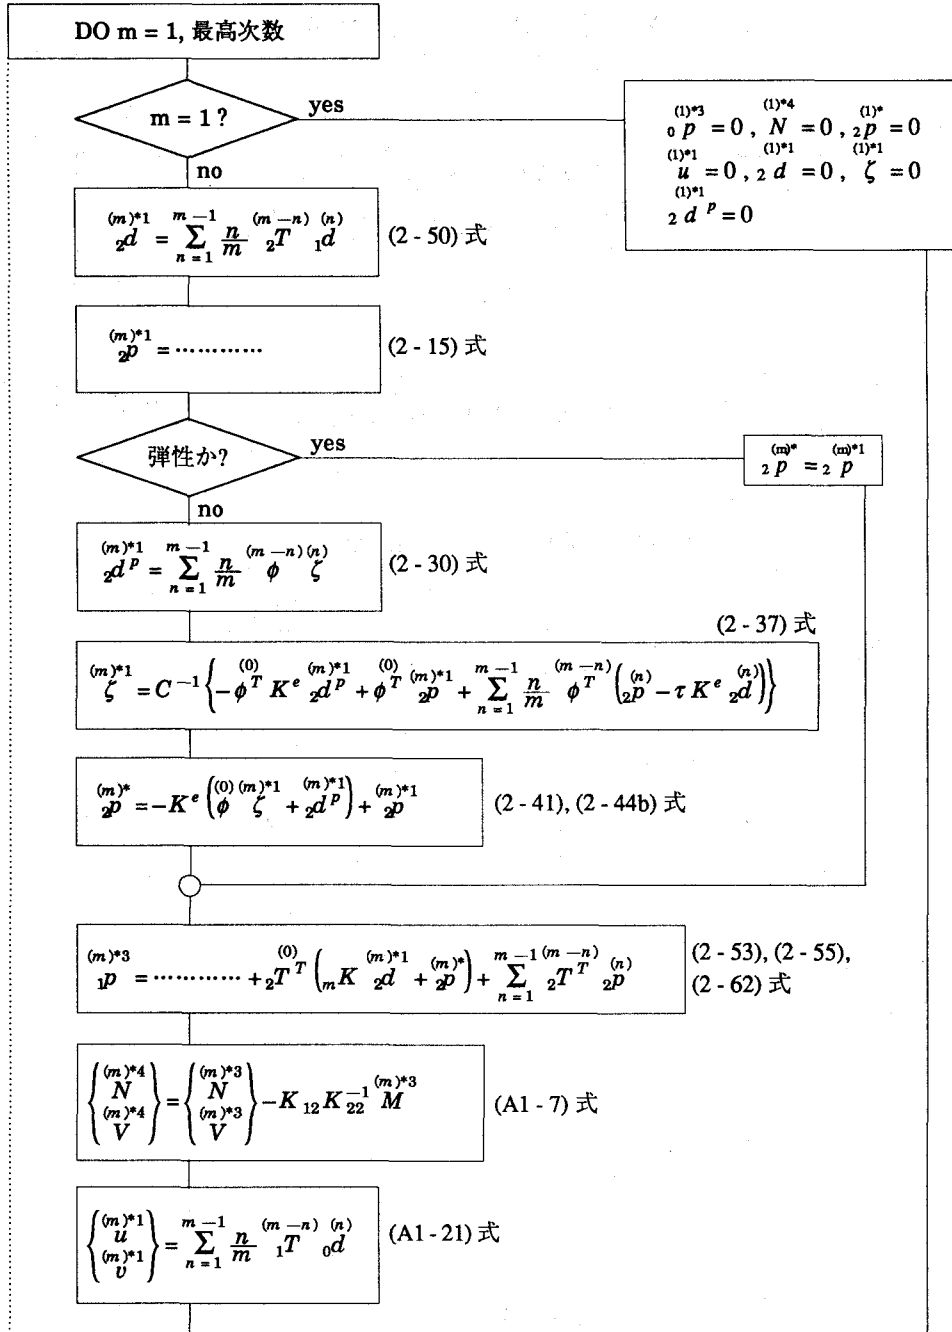 DO m = 1, 最高次数
m = 1 ?
yes
no
₀p^{(1)*3} = 0 , N^{(1)*4} = 0 , ₂p^{(1)*} = 0
u^{(1)*1} = 0 , ₂d^{(1)*1} = 0 , ζ^{(1)*1} = 0
₂d^{p (1)*1} = 0
₂d^{(m)*1} = Σ_{n=1}^{m−1} n/m ₂T^{(m−n)} ₁d^{(n)}
(2 - 50) 式
₂p^{(m)*1} = ⋯⋯⋯⋯
(2 - 15) 式
弾性か?
yes
no
₂p^{(m)*} = ₂p^{(m)*1}
₂d^{p (m)*1} = Σ_{n=1}^{m−1} n/m ϕ^{(m−n)} ζ^{(n)}
(2 - 30) 式
(2 - 37) 式
ζ^{(m)*1} = C^{−1} { −ϕ^{T (0)} K^e ₂d^{p (m)*1} + ϕ^{T (0)} ₂p^{(m)*1} + Σ_{n=1}^{m−1} n/m ϕ^{T (m−n)} ( ₂p^{(n)} − τ K^e ₂d^{(n)} ) }
₂p^{(m)*} = −K^e ( ϕ^{(0)} ζ^{(m)*1} + ₂d^{p (m)*1} ) + ₂p^{(m)*1}
(2 - 41), (2 - 44b) 式
₁p^{(m)*3} = ⋯⋯⋯⋯ + ₂T^{T (0)} ( ₘK ₂d^{(m)*1} + ₂p^{(m)*} ) + Σ_{n=1}^{m−1} ₂T^{T (m−n)} ₂p^{(n)}
(2 - 53), (2 - 55),
(2 - 62) 式
{ N^{(m)*4} V^{(m)*4} } = { N^{(m)*3} V^{(m)*3} } − K₁₂ K₂₂^{−1} M^{(m)*3}
(A1 - 7) 式
{ u^{(m)*1} v^{(m)*1} } = Σ_{n=1}^{m−1} n/m ₁T^{(m−n)} ₀d^{(n)}
(A1 - 21) 式